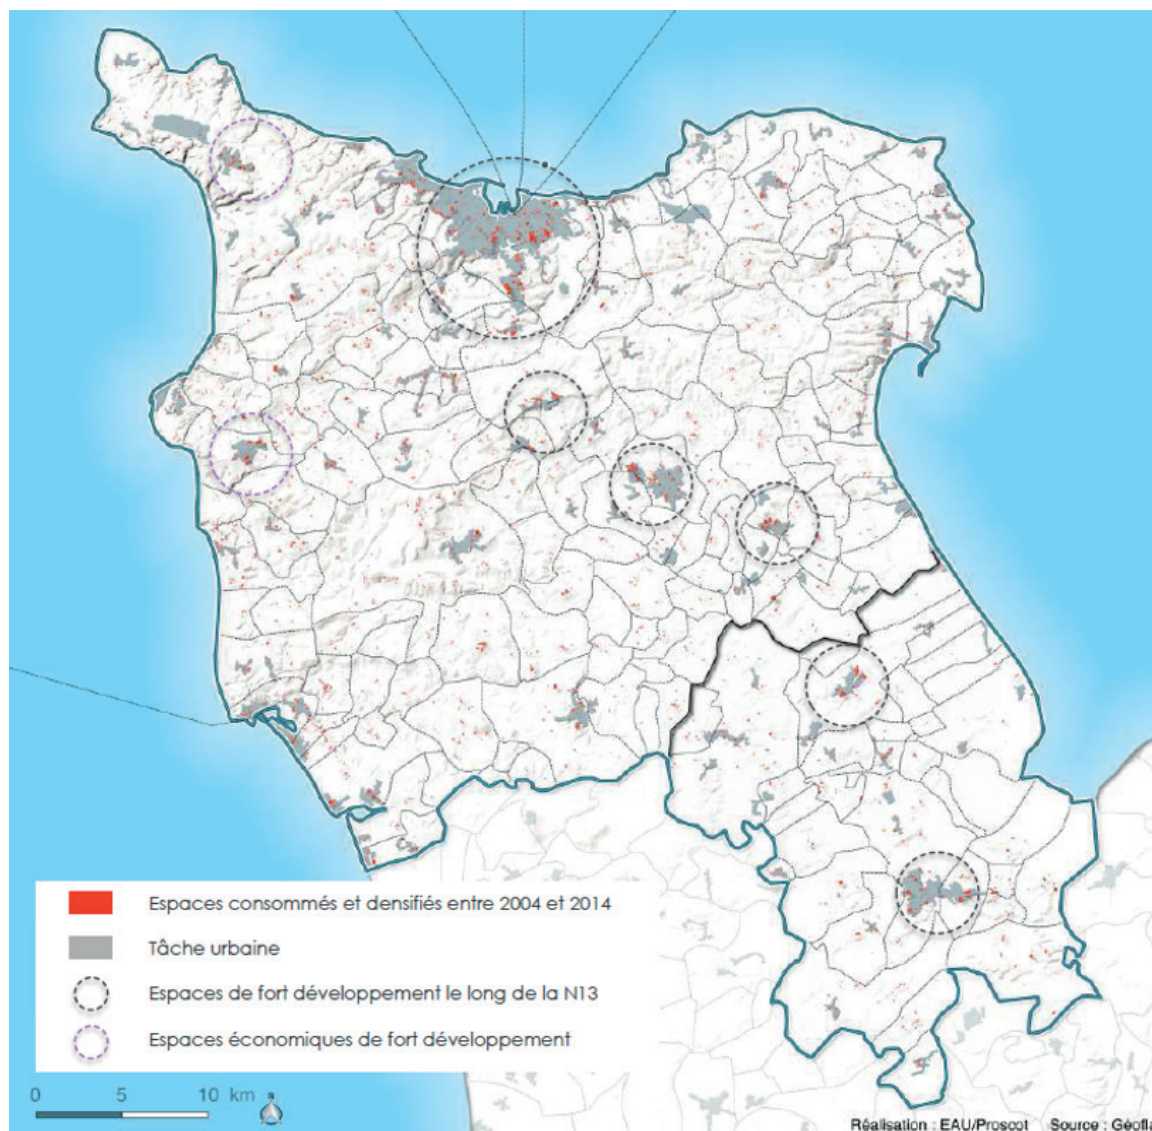 Espaces consommés et densifiés entre 2004 et 2014
Tâche urbaine
Espaces de fort développement le long de la N13
Espaces économiques de fort développement
0 5 10 km
N
Réalisation : EAU/Proscot Source : Géofla